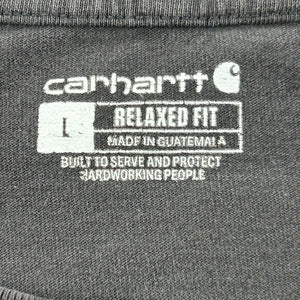 carhartt
L RELAXED FIT
MADE IN GUATEMALA
BUILT TO SERVE AND PROTECT
HARDWORKING PEOPLE